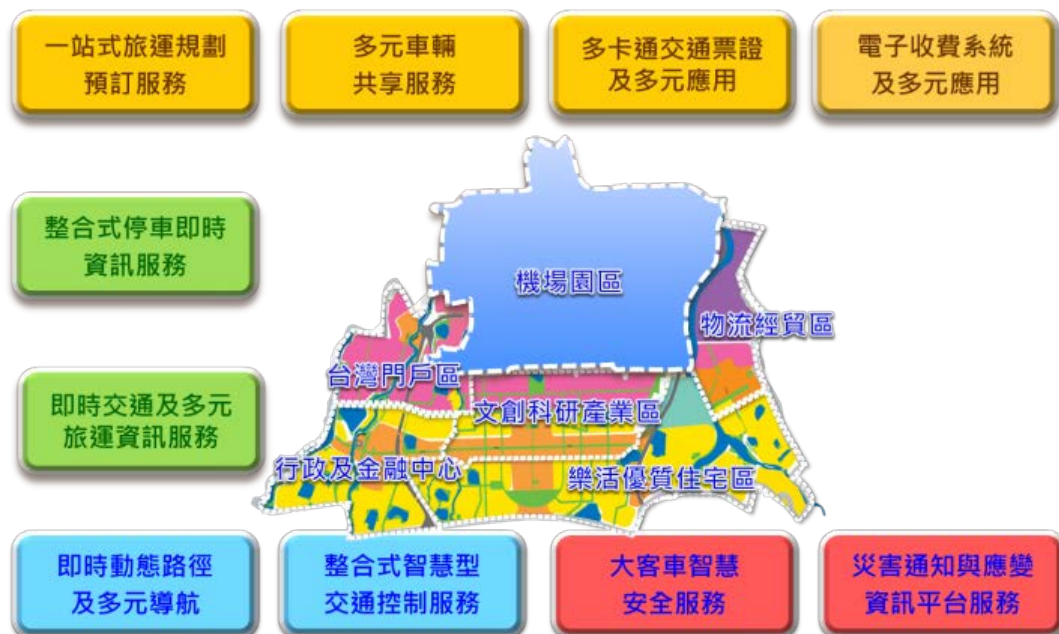 一站式旅運規劃
預訂服務
多元車輛
共享服務
多卡通交通票證
及多元應用
電子收費系統
及多元應用
整合式停車即時
資訊服務
機場園區
物流經貿區
台灣門戶區
即時交通及多元
旅運資訊服務
文創科研產業區
行政及金融中心
樂活優質住宅區
即時動態路徑
及多元導航
整合式智慧型
交通控制服務
大客車智慧
安全服務
災害通知與應變
資訊平台服務